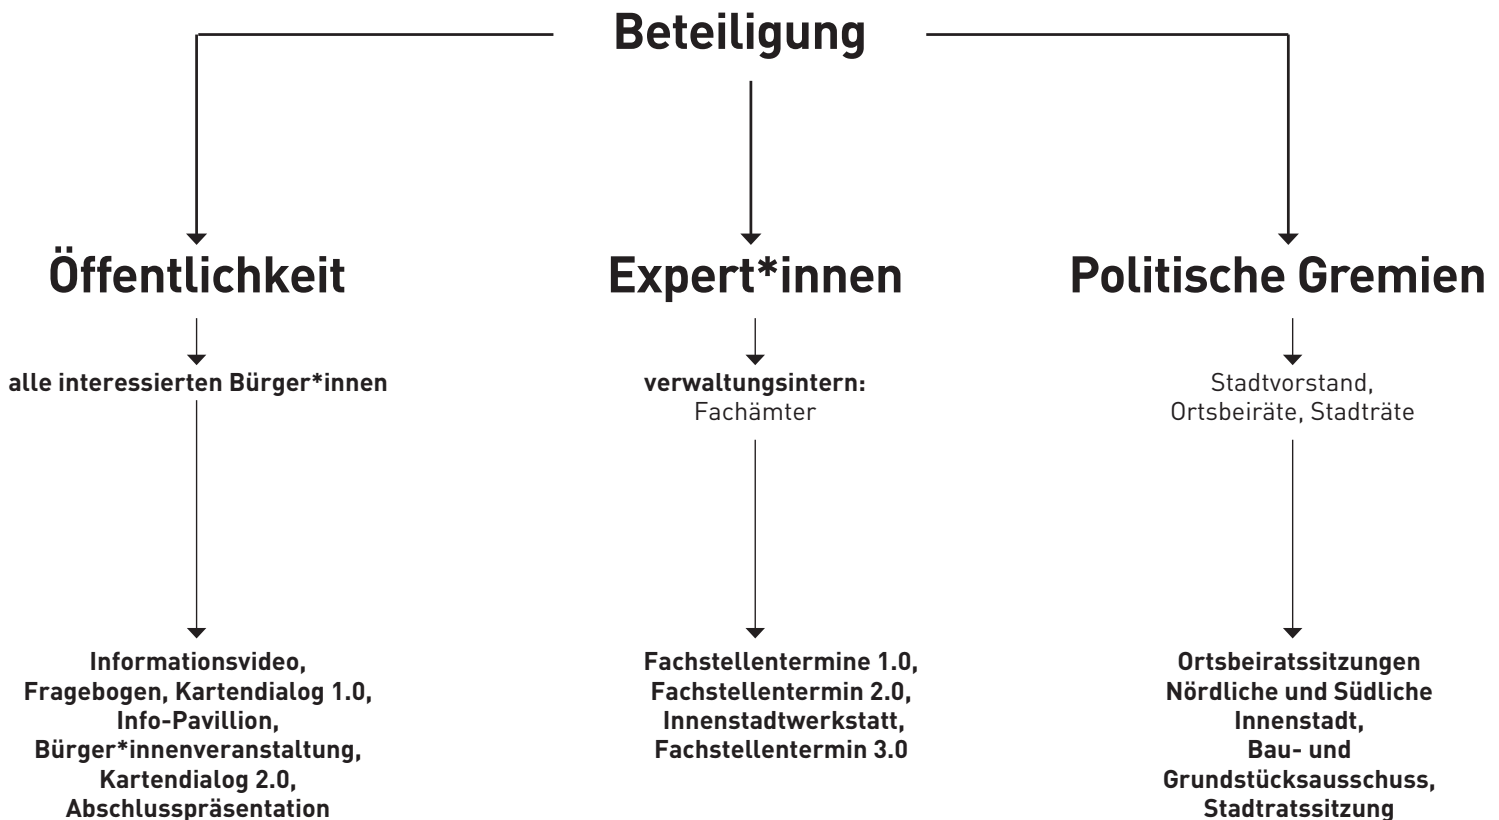 Beteiligung
Öffentlichkeit
alle interessierten Bürger*innen
Informationsvideo,
Fragebogen, Kartendialog 1.0,
Info-Pavillion,
Bürger*innenveranstaltung,
Kartendialog 2.0,
Abschlusspräsentation
Expert*innen
verwaltungsintern:
Fachämter
Fachstellentermine 1.0,
Fachstellentermin 2.0,
Innenstadtwerkstatt,
Fachstellentermin 3.0
Politische Gremien
Stadtvorstand,
Ortsbeiräte, Stadträte
Ortsbeiratssitzungen
Nördliche und Südliche
Innenstadt,
Bau- und
Grundstücksausschuss,
Stadtratssitzung